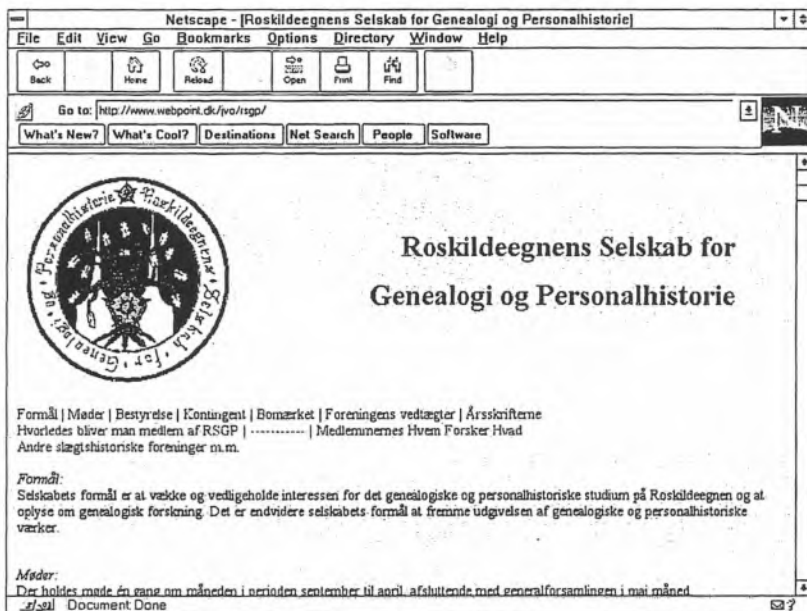 Netscape - [Roskildeegnens Selskab for Genealogi og Personalhistorie]
File Edit View Go Bookmarks Options Directory Window Help
Back Home Reload Open Print Find
Go to: http://www.webpoint.dk/jvo/rsgp/
N
What's New? What's Cool? Destinations Net Search People Software
Roskildeegnens · Selskab · for · Genealogi · og · Personalhistorie
Roskildeegnens Selskab for
Genealogi og Personalhistorie
Formål | Møder | Bestyrelse | Kontingent | Bomærket | Foreningens vedtægter | Årsskrifterne
Hvorledes bliver man medlem af RSGP | ----------- | Medlemmernes Hvem Forsker Hvad
Andre slægtshistoriske foreninger m.m.
Formål:
Selskabets formål er at vække og vedligeholde interessen for det genealogiske og personalhistoriske studium på Roskildeegnen og at
oplyse om genealogisk forskning. Det er endvidere selskabets formål at fremme udgivelsen af genealogiske og personalhistoriske
værker.
Møder:
Der holdes møde én gang om måneden i perioden september til april, afsluttende med generalforsamlingen i maj måned
Document Done